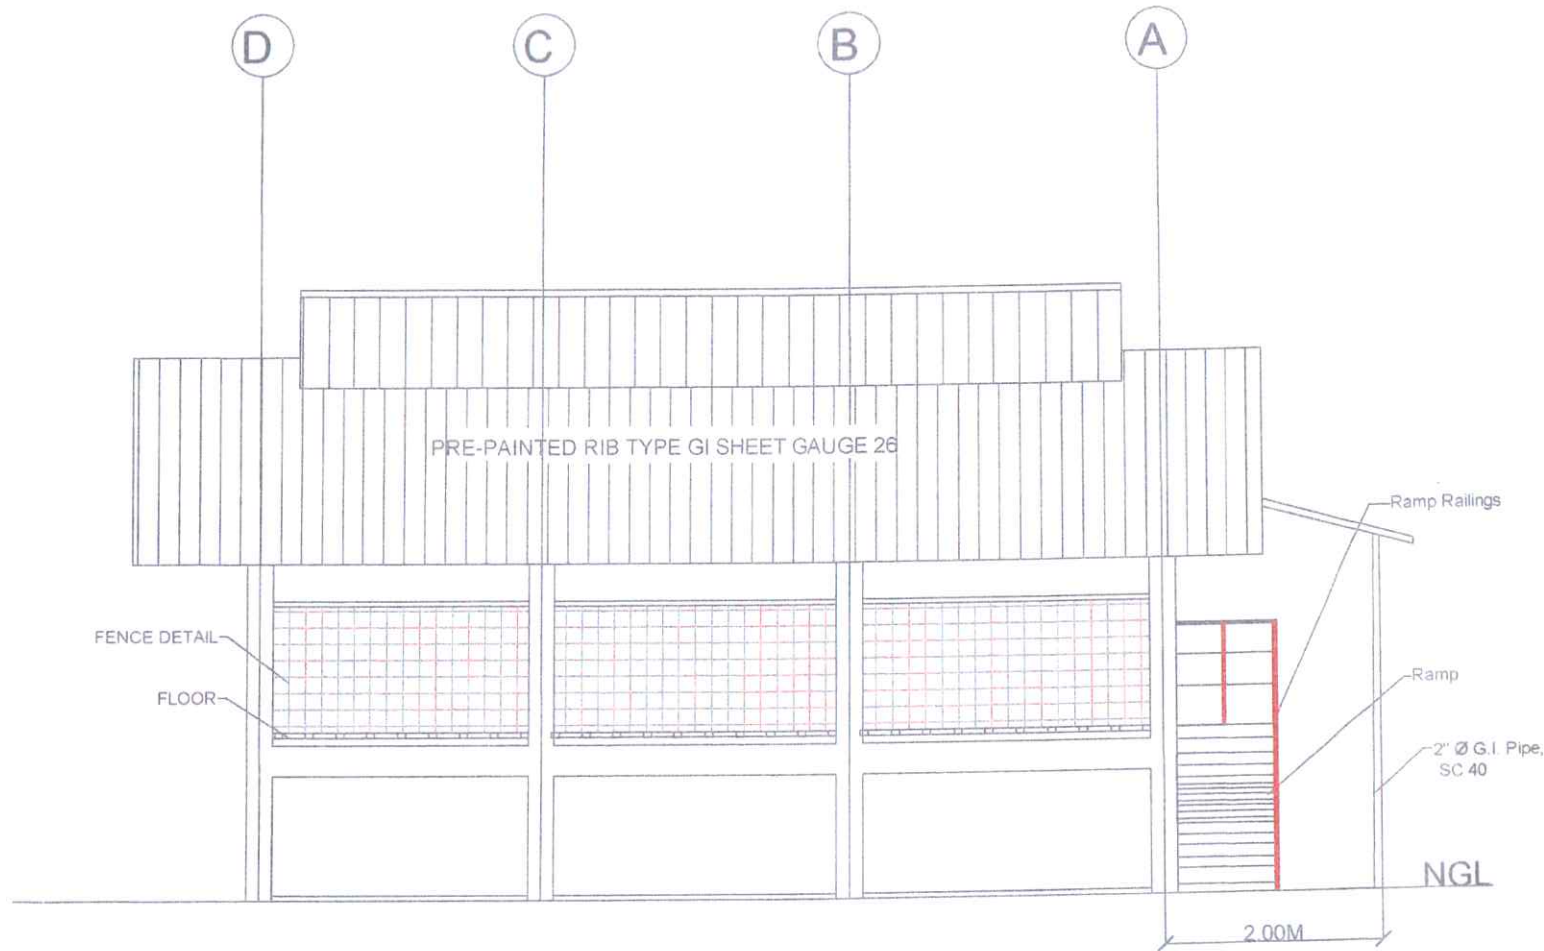 D
C
B
A
PRE-PAINTED RIB TYPE GI SHEET GAUGE 26
Ramp Railings
FENCE DETAIL
Ramp
FLOOR
2" Ø G.I. Pipe,
SC 40
NGL
2.00M